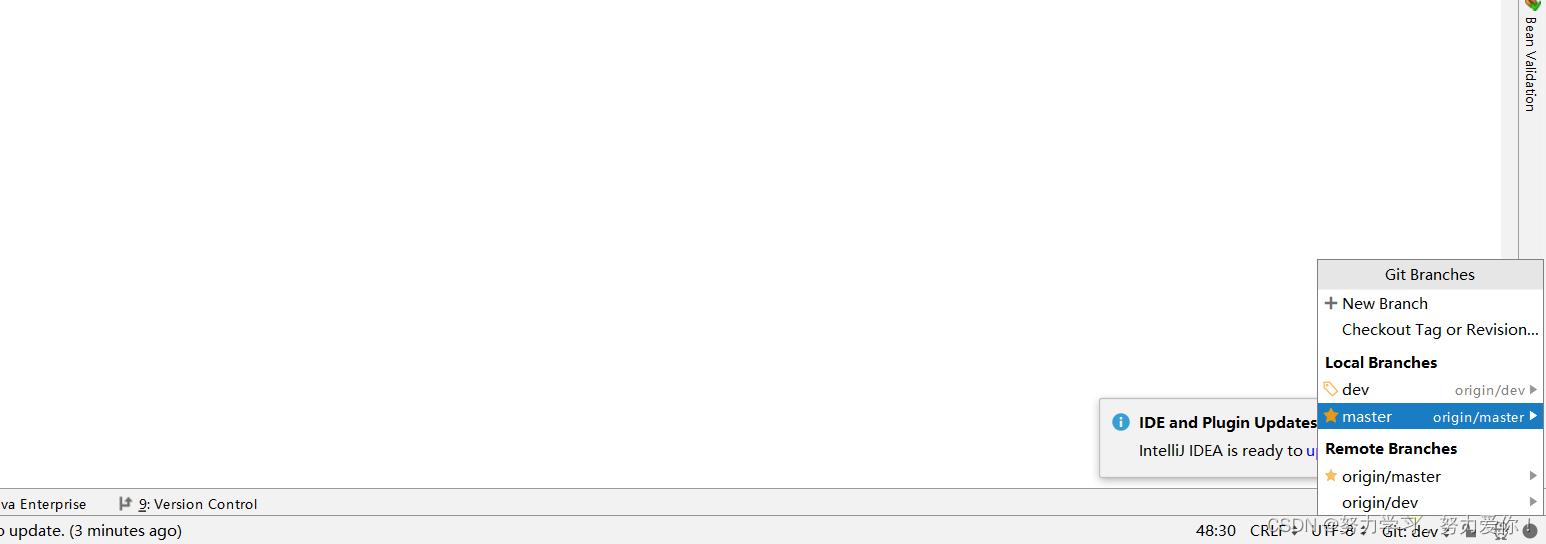 Bean Validation
Git Branches
New Branch
Checkout Tag or Revision...
Local Branches
dev origin/dev
master origin/master
IDE and Plugin Updates
IntelliJ IDEA is ready to
Remote Branches
origin/master
origin/dev
va Enterprise 9: Version Control
o update. (3 minutes ago) 48:30 CRLF UTF-8 Git: dev
CSDN @努力学习，努力爱你！